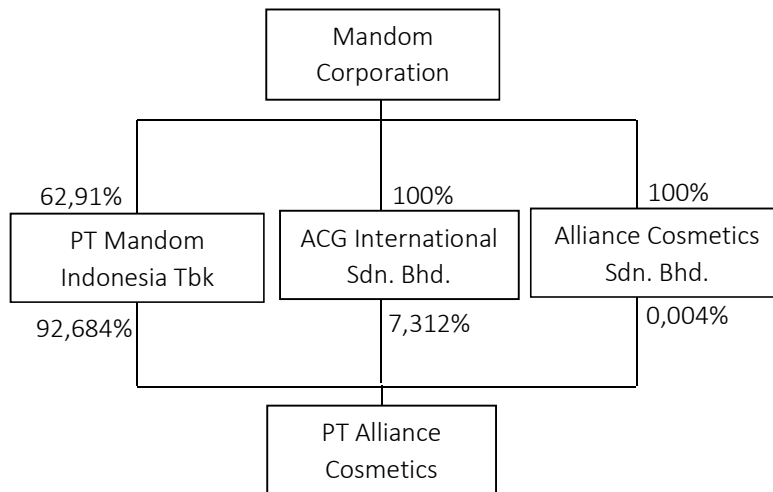 Mandom
Corporation
62,91%
100%
100%
PT Mandom
Indonesia Tbk
ACG International
Sdn. Bhd.
Alliance Cosmetics
Sdn. Bhd.
92,684%
7,312%
0,004%
PT Alliance
Cosmetics